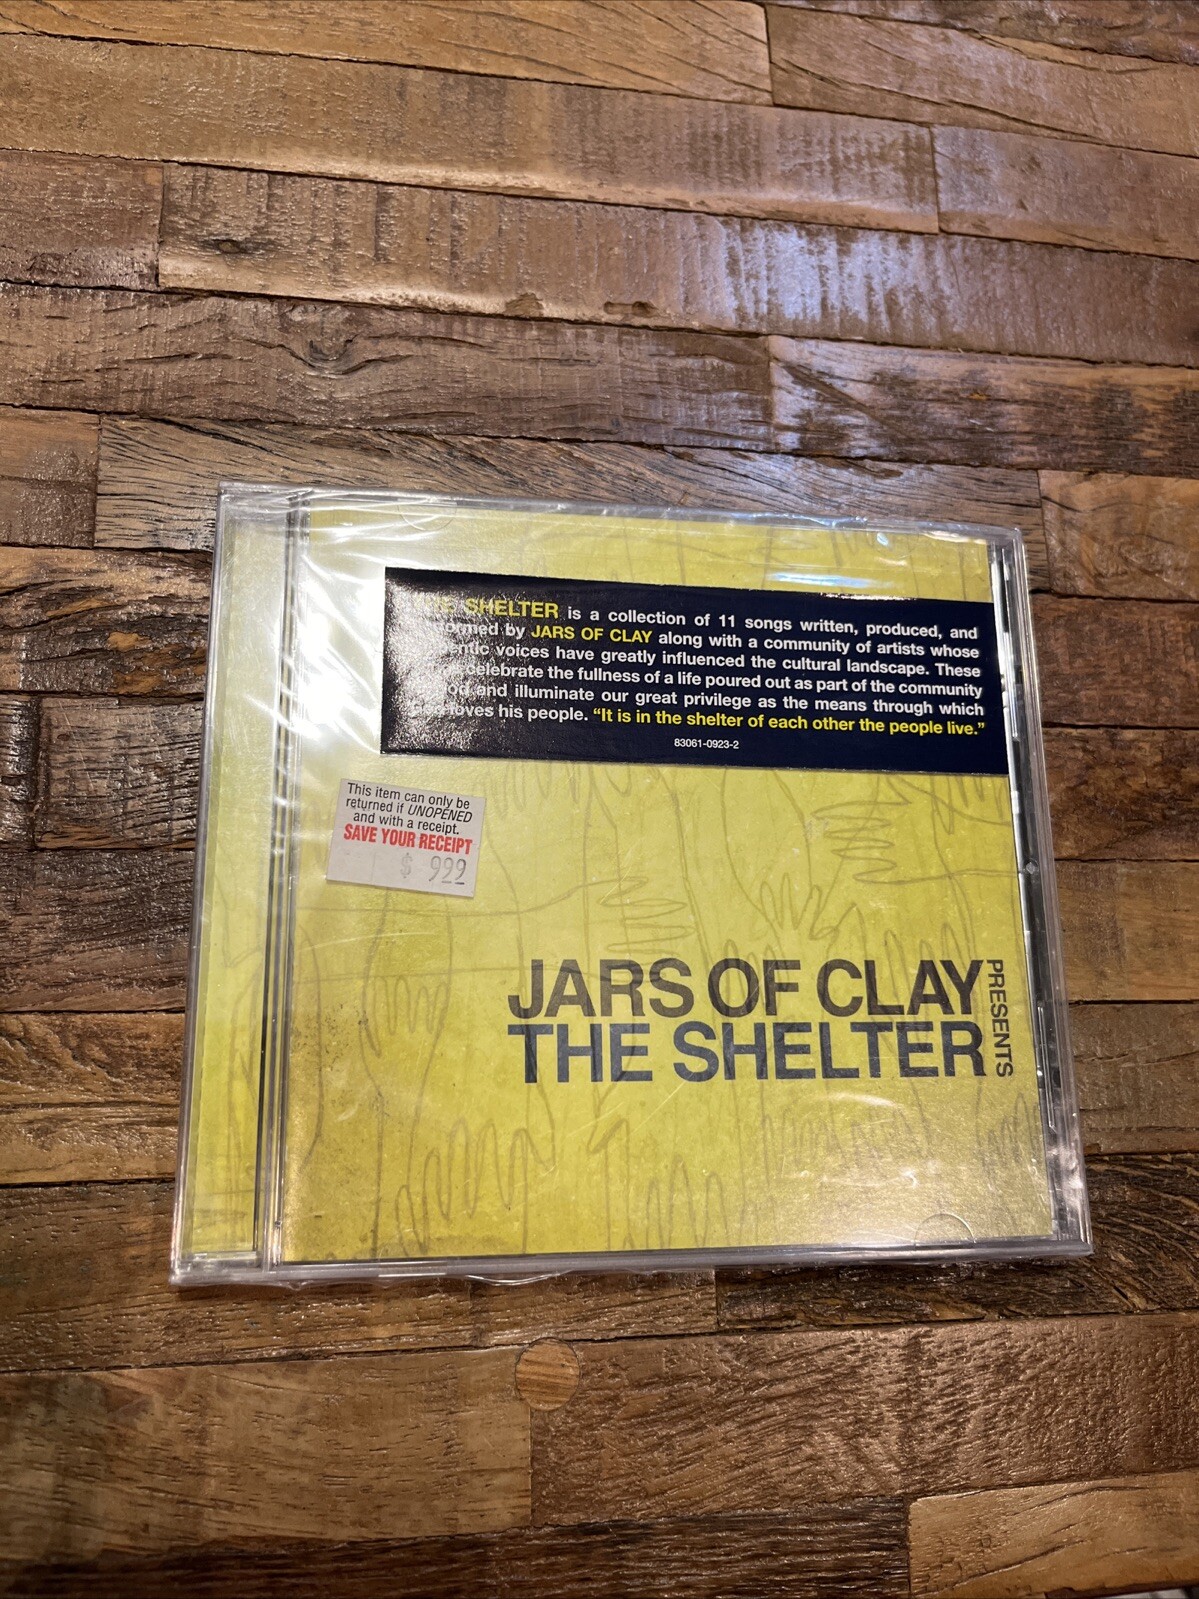 THE SHELTER is a collection of 11 songs written, produced, and
performed by JARS OF CLAY along with a community of artists whose
authentic voices have greatly influenced the cultural landscape. These
celebrate the fullness of a life poured out as part of the community
and illuminate our great privilege as the means through which
loves his people. “It is in the shelter of each other the people live.”
83061-0923-2
This item can only be
returned if UNOPENED
and with a receipt.
SAVE YOUR RECEIPT
$ 999
JARS OF CLAY
PRESENTS
THE SHELTER